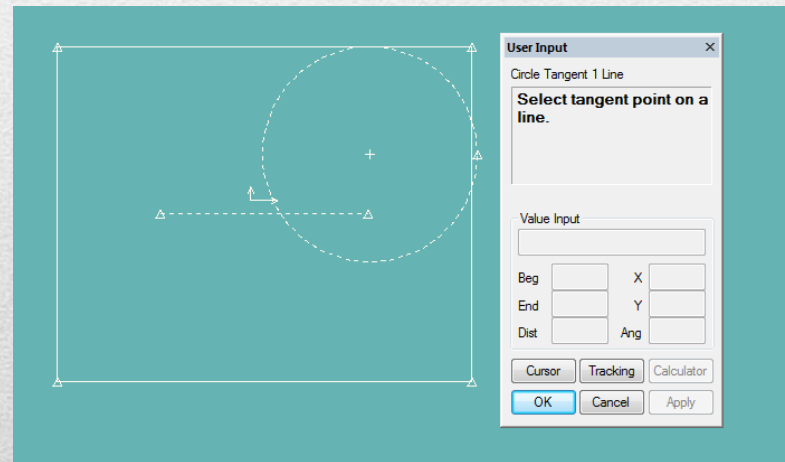 User Input
Circle Tangent 1 Line
Select tangent point on a
line.
Value Input
Beg X
End Y
Dist Ang
Cursor Tracking Calculator
OK Cancel Apply